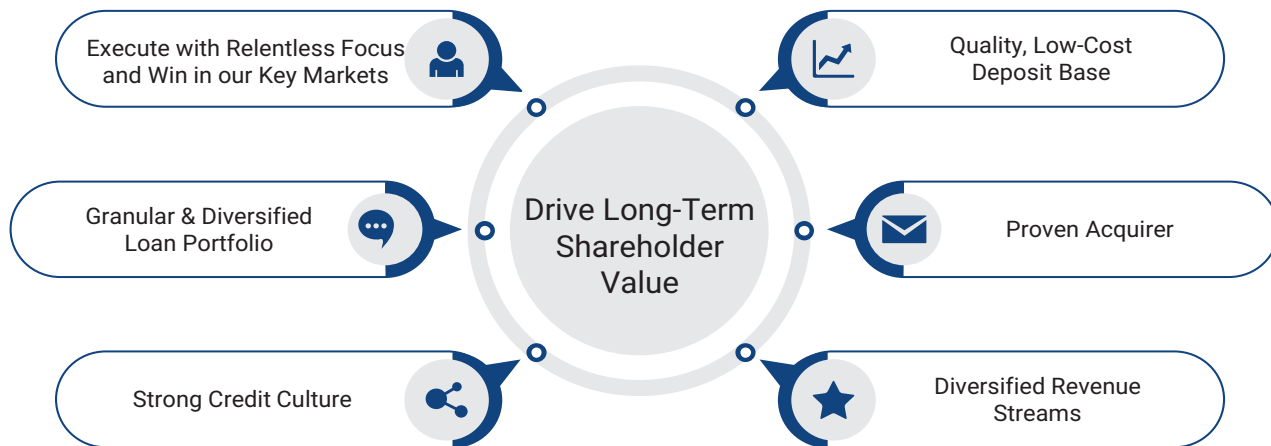 Execute with Relentless Focus
and Win in our Key Markets
Quality, Low-Cost
Deposit Base
Granular & Diversified
Loan Portfolio
Drive Long-Term
Shareholder
Value
Proven Acquirer
Strong Credit Culture
Diversified Revenue
Streams